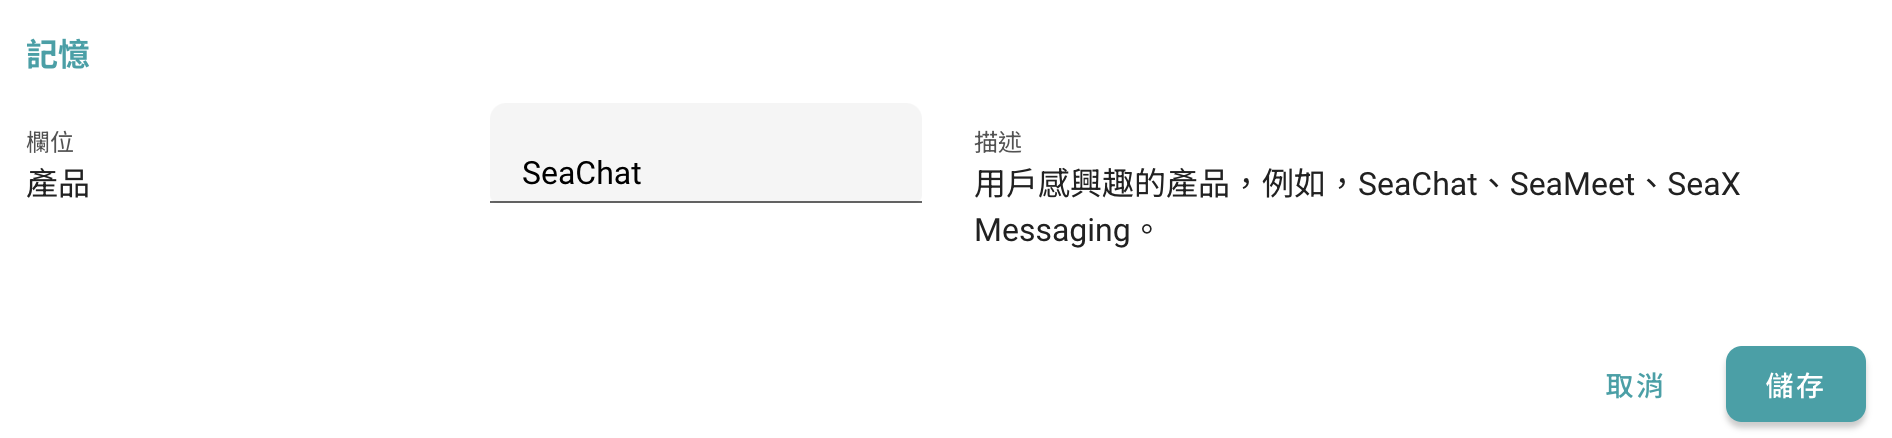 記憶
欄位
產品
SeaChat
描述
用戶感興趣的產品，例如，SeaChat、SeaMeet、SeaX
Messaging。
取消
儲存